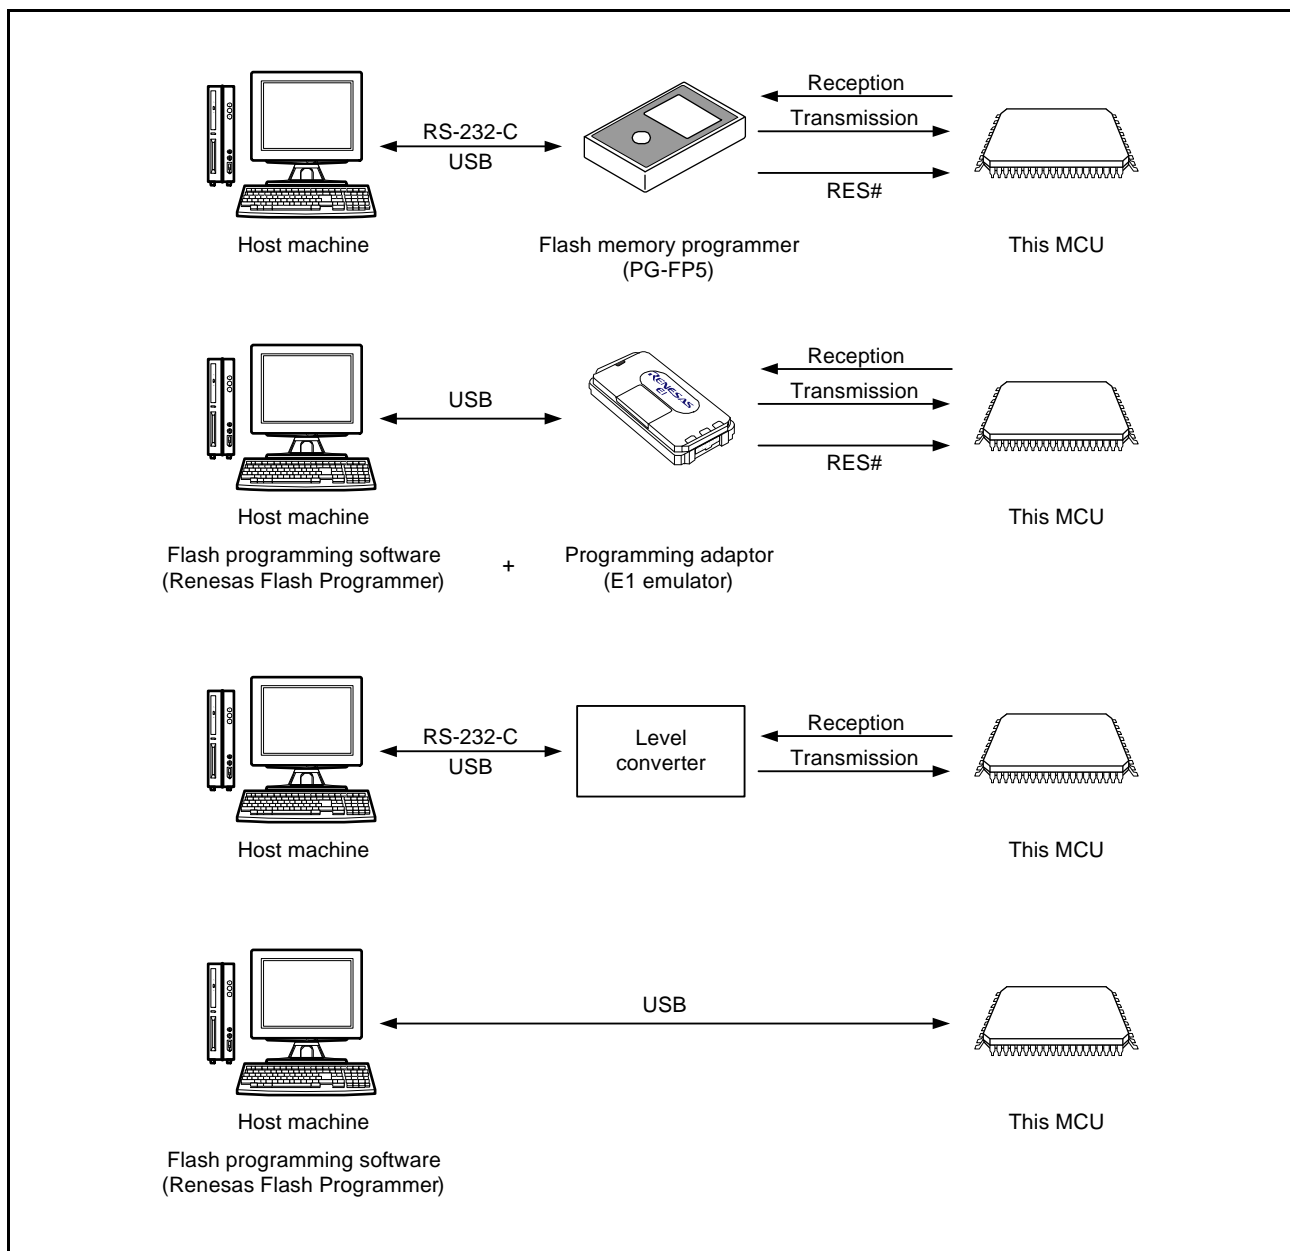 Reception
RS-232-C
Transmission
USB
RES#
Host machine
Flash memory programmer
(PG-FP5)
This MCU
Reception
USB
RENESAS
E1
Transmission
RES#
Host machine
This MCU
Flash programming software
(Renesas Flash Programmer)
+
Programming adaptor
(E1 emulator)
RS-232-C
USB
Level
converter
Reception
Transmission
Host machine
This MCU
USB
Host machine
This MCU
Flash programming software
(Renesas Flash Programmer)